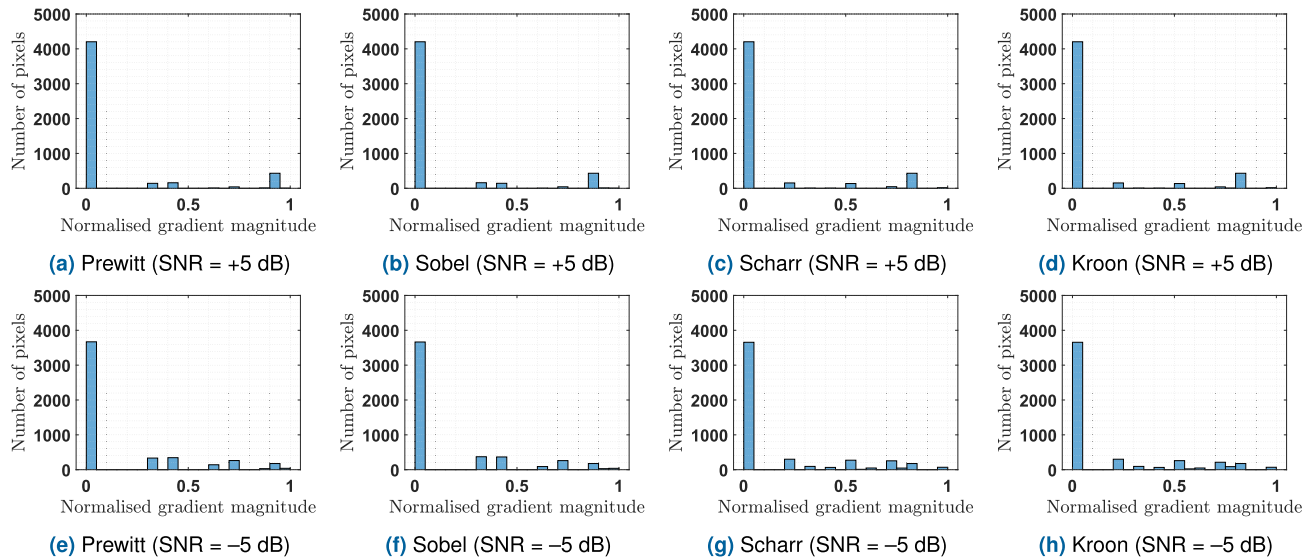 5000 5000 5000 5000
4000 4000 4000 4000
3000 3000 3000 3000
2000 2000 2000 2000
1000 1000 1000 1000
0 0 0 0
Number of pixels Number of pixels Number of pixels Number of pixels
0 0.5 1 0 0.5 1 0 0.5 1 0 0.5 1
Normalised gradient magnitude Normalised gradient magnitude Normalised gradient magnitude Normalised gradient magnitude
(a) Prewitt (SNR = +5 dB) (b) Sobel (SNR = +5 dB) (c) Scharr (SNR = +5 dB) (d) Kroon (SNR = +5 dB)
5000 5000 5000 5000
4000 4000 4000 4000
3000 3000 3000 3000
2000 2000 2000 2000
1000 1000 1000 1000
0 0 0 0
Number of pixels Number of pixels Number of pixels Number of pixels
0 0.5 1 0 0.5 1 0 0.5 1 0 0.5 1
Normalised gradient magnitude Normalised gradient magnitude Normalised gradient magnitude Normalised gradient magnitude
(e) Prewitt (SNR = –5 dB) (f) Sobel (SNR = –5 dB) (g) Scharr (SNR = –5 dB) (h) Kroon (SNR = –5 dB)